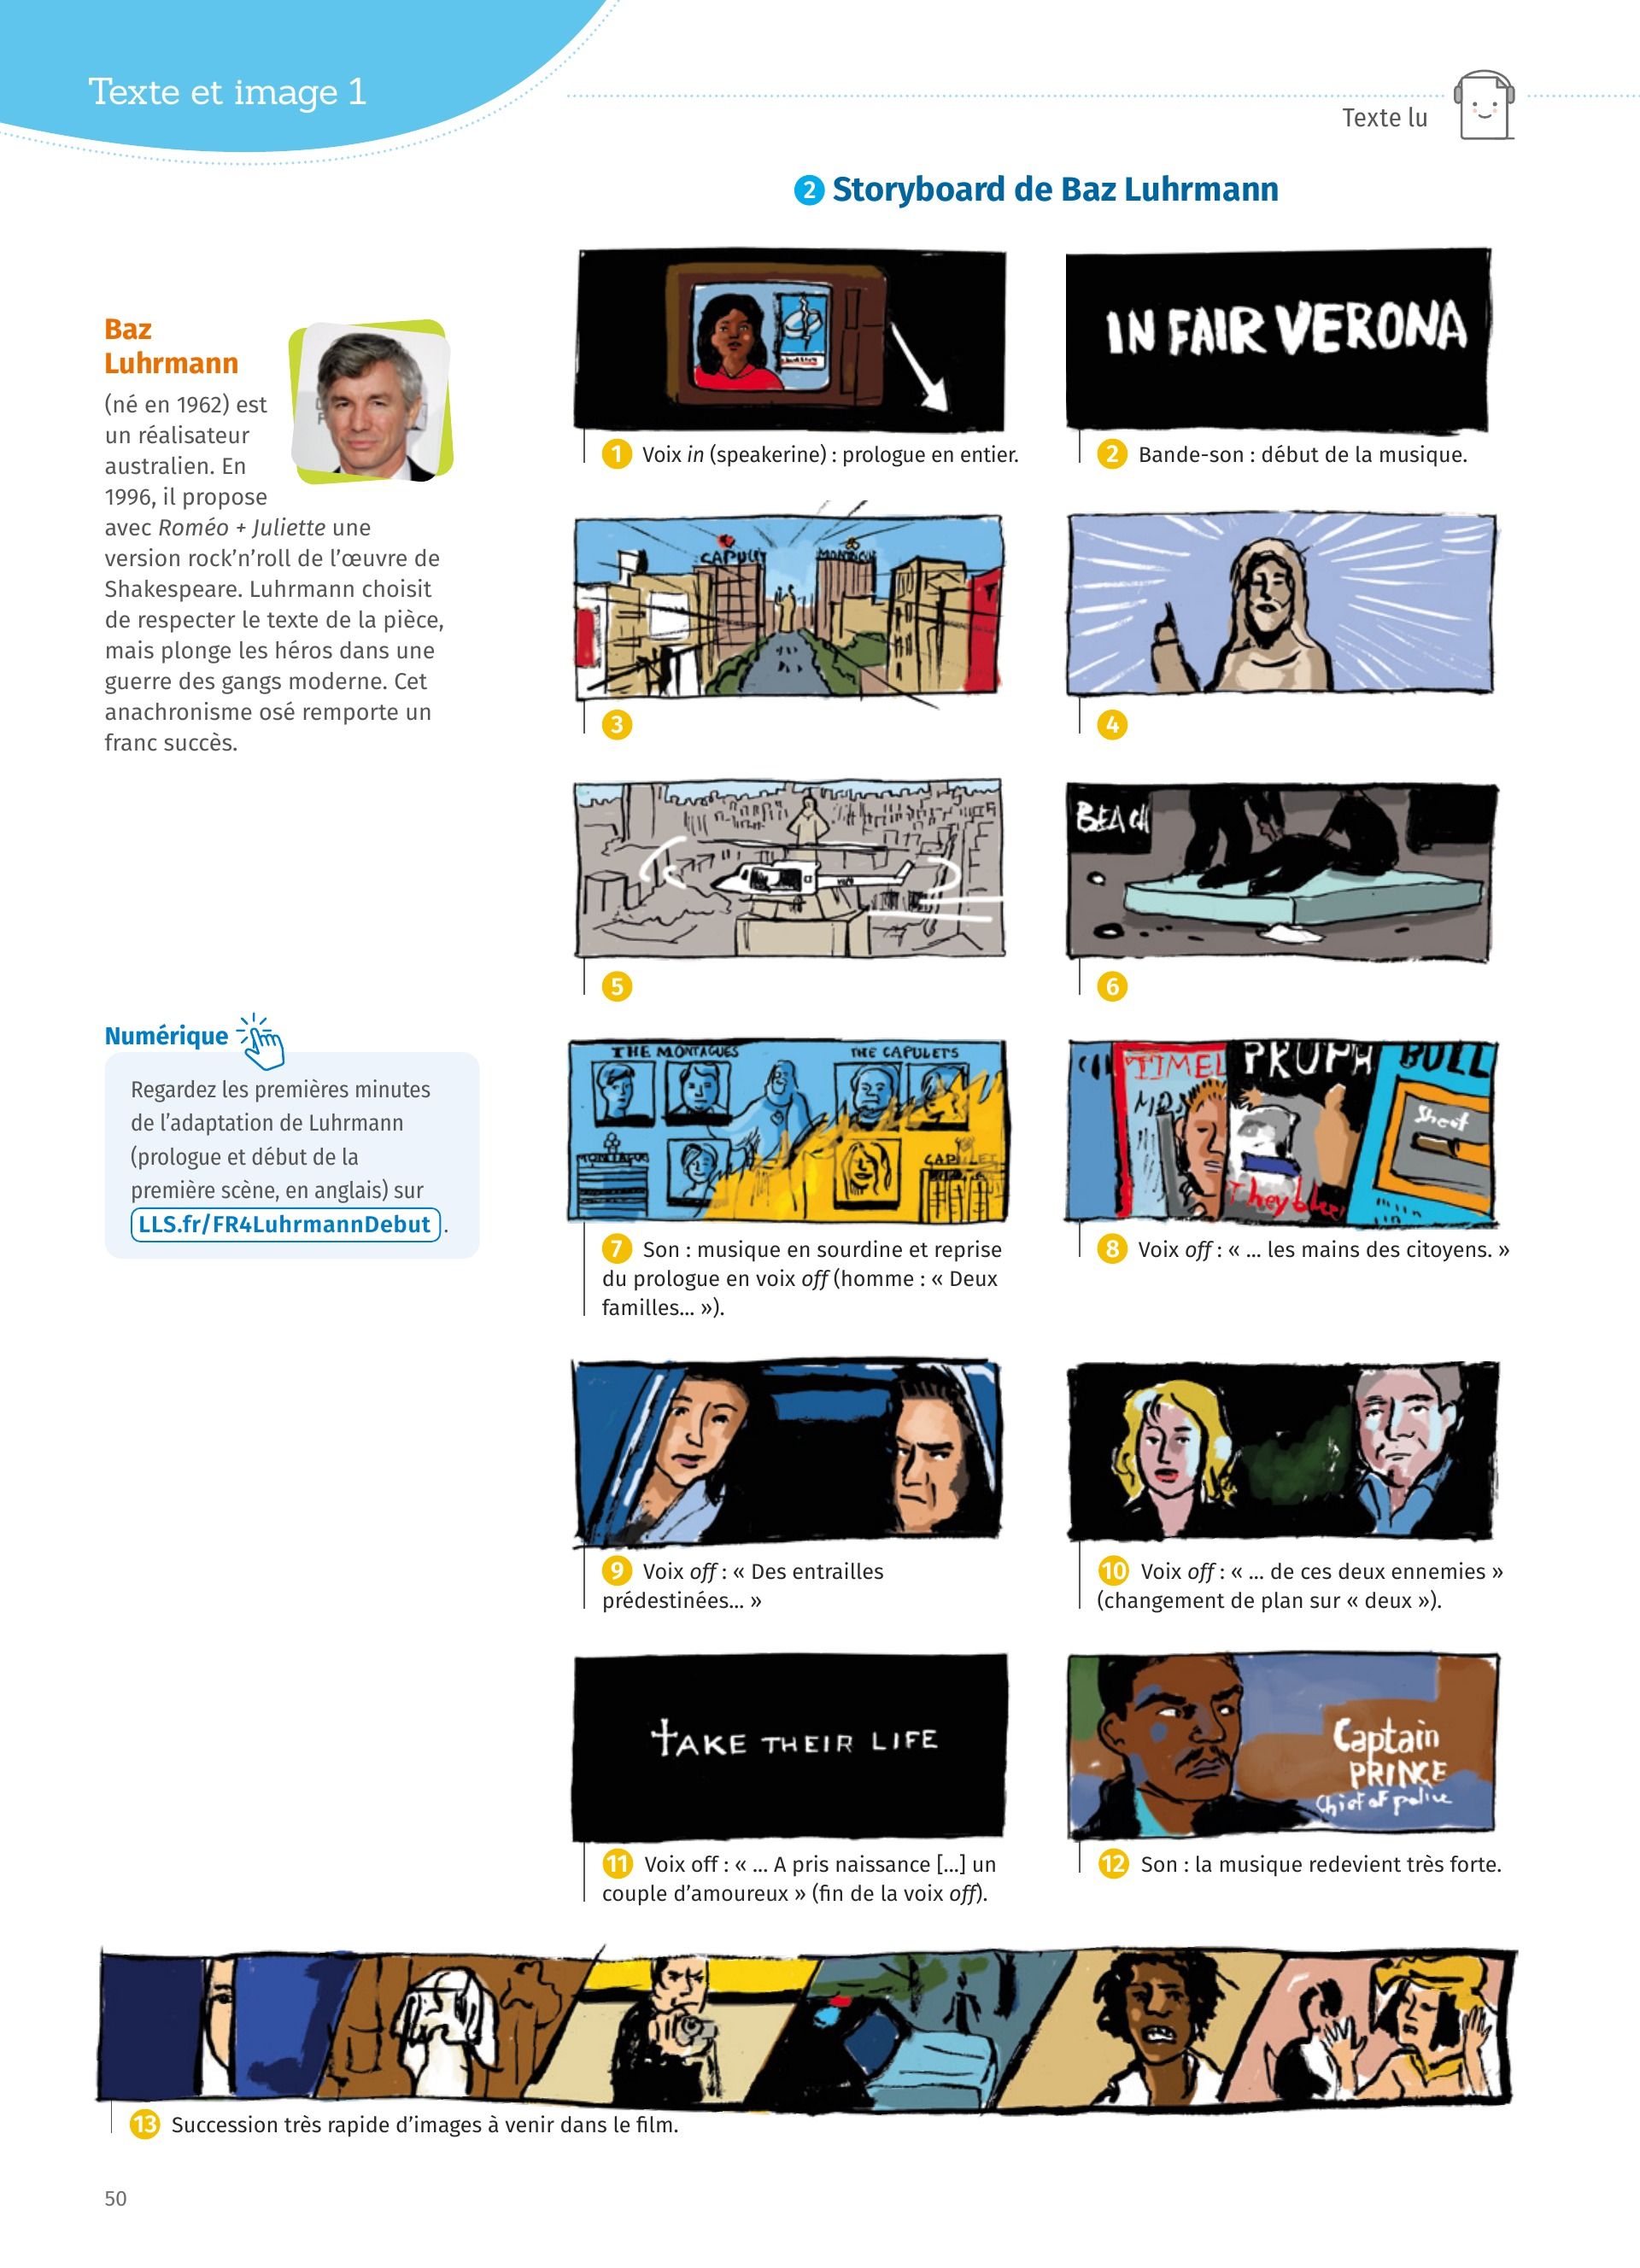 Texte et image 1
Texte lu
2 Storyboard de Baz Luhrmann
Baz
Luhrmann
(né en 1962) est
un réalisateur
australien. En
1996, il propose
avec Roméo + Juliette une
version rock’n’roll de l’œuvre de
Shakespeare. Luhrmann choisit
de respecter le texte de la pièce,
mais plonge les héros dans une
guerre des gangs moderne. Cet
anachronisme osé remporte un
franc succès.
Numérique
Regardez les premières minutes
de l’adaptation de Luhrmann
(prologue et début de la
première scène, en anglais) sur
LLS.fr/FR4LuhrmannDebut .
1 Voix in (speakerine) : prologue en entier.
IN FAIR VERONA
2 Bande-son : début de la musique.
CAPULET
MONTAGUE
3
4
5
BEACH
6
THE MONTAGUES
THE CAPULETS
MONTAGUE
CAPULET
7 Son : musique en sourdine et reprise
du prologue en voix off (homme : « Deux
familles... »).
TIMEL
PROPH
BULL
Shoot
8 Voix off : « ... les mains des citoyens. »
9 Voix off : « Des entrailles
prédestinées... »
10 Voix off : « ... de ces deux ennemies »
(changement de plan sur « deux »).
TAKE THEIR LIFE
11 Voix off : « ... A pris naissance [...] un
couple d’amoureux » (fin de la voix off).
Captain
PRINCE
Chief of police
12 Son : la musique redevient très forte.
13 Succession très rapide d’images à venir dans le film.
50